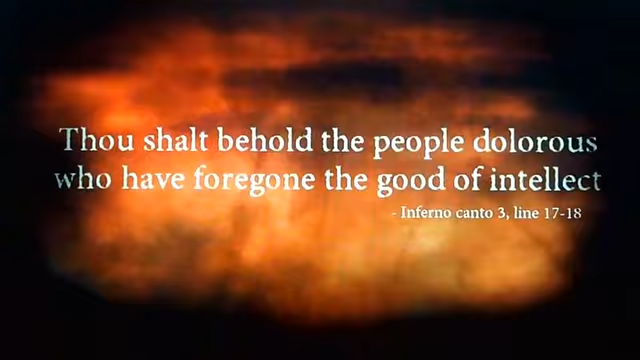 Thou shalt behold the people dolorous
who have foregone the good of intellect
- Inferno canto 3, line 17-18